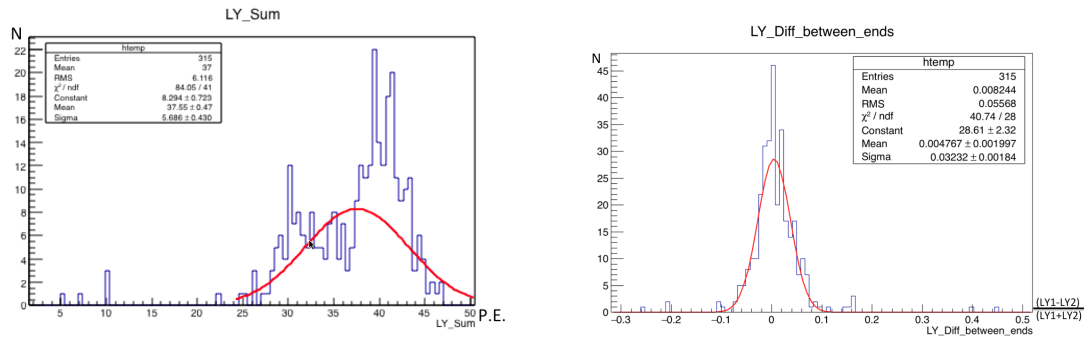 LY_Sum
N
htemp
Entries 315
Mean 37
RMS 6.116
χ² / ndf 84.05 / 41
Constant 8.294 ± 0.723
Mean 37.55 ± 0.47
Sigma 5.686 ± 0.430
22
20
18
16
14
12
10
8
6
4
2
0
5 10 15 20 25 30 35 40 45 50
LY_Sum P.E.
LY_Diff_between_ends
N
htemp
Entries 315
Mean 0.008244
RMS 0.05568
χ² / ndf 40.74 / 28
Constant 28.61 ± 2.32
Mean 0.004767 ± 0.001997
Sigma 0.03232 ± 0.00184
45
40
35
30
25
20
15
10
5
0
−0.3 −0.2 −0.1 0 0.1 0.2 0.3 0.4 0.5
LY_Diff_between_ends
(LY1-LY2)
(LY1+LY2)